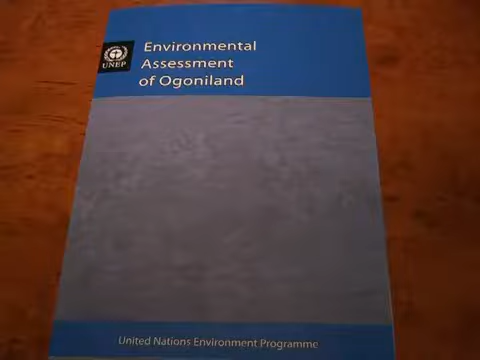 Environmental
Assessment
of Ogoniland
UNEP
United Nations Environment Programme